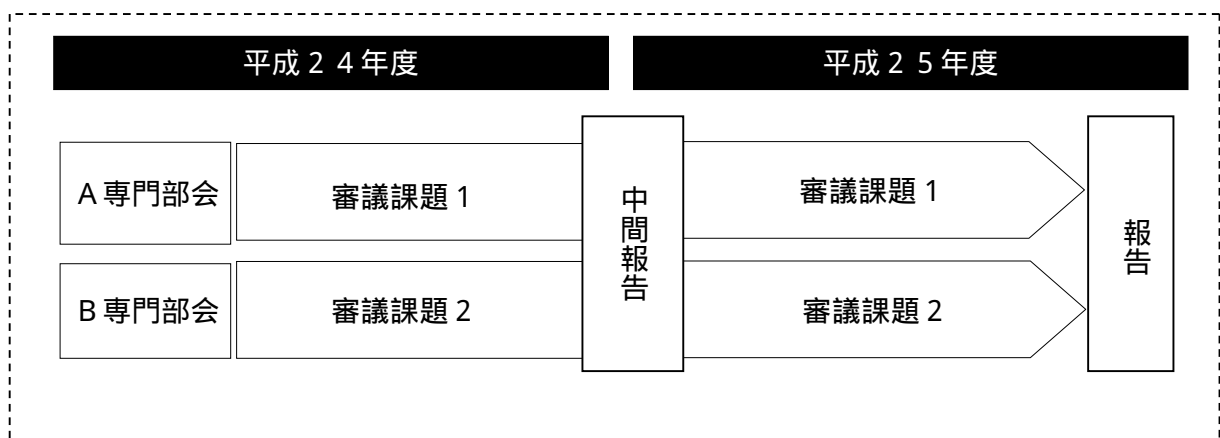 平成２４年度
平成２５年度
A専門部会
審議課題1
中間報告
審議課題1
報告
B専門部会
審議課題2
審議課題2